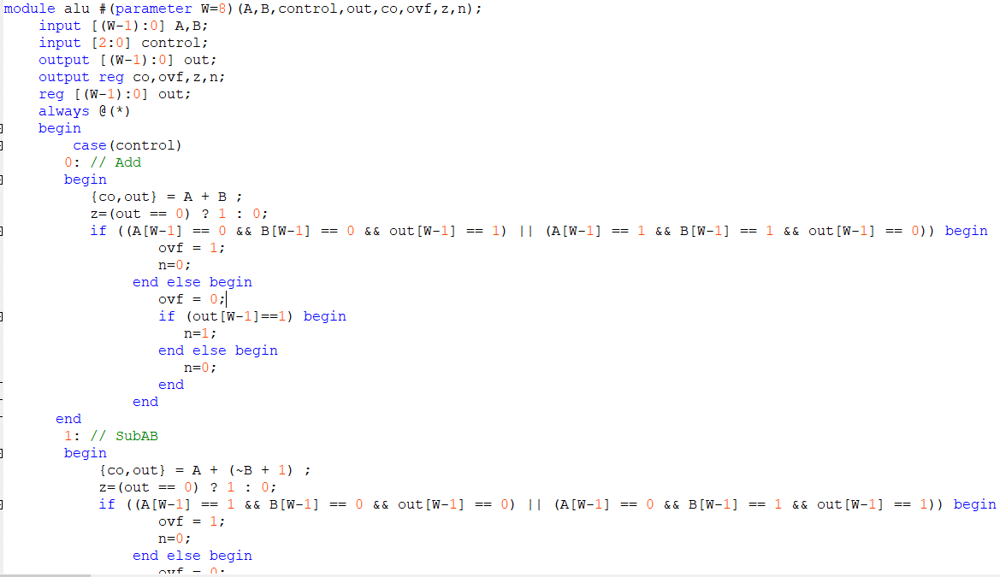 module alu #(parameter W=8)(A,B,control,out,co,ovf,z,n);
input [(W-1):0] A,B;
input [2:0] control;
output [(W-1):0] out;
output reg co,ovf,z,n;
reg [(W-1):0] out;
always @(*)
begin
case(control)
0: // Add
begin
{co,out} = A + B ;
z=(out == 0) ? 1 : 0;
if ((A[W-1] == 0 && B[W-1] == 0 && out[W-1] == 1) || (A[W-1] == 1 && B[W-1] == 1 && out[W-1] == 0)) begin
ovf = 1;
n=0;
end else begin
ovf = 0;
if (out[W-1]==1) begin
n=1;
end else begin
n=0;
end
end
end
1: // SubAB
begin
{co,out} = A + (~B + 1) ;
z=(out == 0) ? 1 : 0;
if ((A[W-1] == 1 && B[W-1] == 0 && out[W-1] == 0) || (A[W-1] == 0 && B[W-1] == 1 && out[W-1] == 1)) begin
ovf = 1;
n=0;
end else begin
ovf = 0;